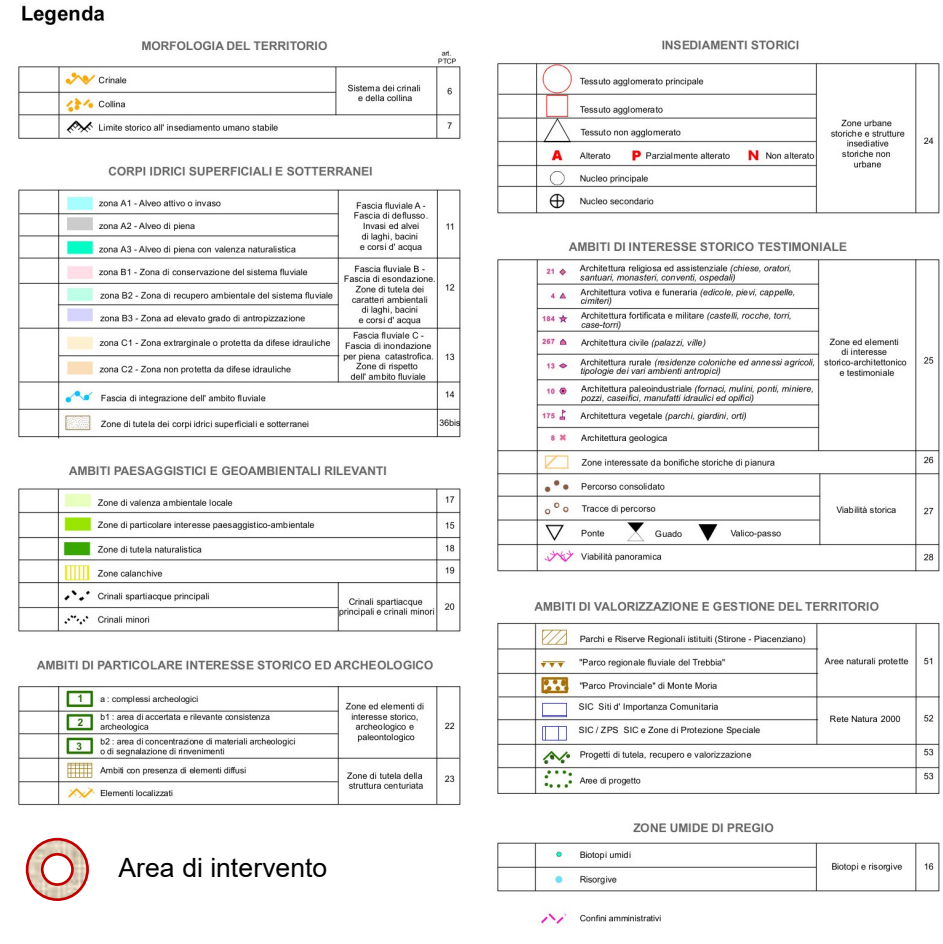 Legenda
MORFOLOGIA DEL TERRITORIO
art.
PTCP
Crinale
Collina
Sistema dei crinali
e della collina
6
Limite storico all' insediamento umano stabile
7
CORPI IDRICI SUPERFICIALI E SOTTERRANEI
zona A1 - Alveo attivo o invaso
zona A2 - Alveo di piena
zona A3 - Alveo di piena con valenza naturalistica
Fascia fluviale A -
Fascia di deflusso.
Invasi ed alvei
di laghi, bacini
e corsi d' acqua
11
zona B1 - Zona di conservazione del sistema fluviale
zona B2 - Zona di recupero ambientale del sistema fluviale
zona B3 - Zona ad elevato grado di antropizzazione
Fascia fluviale B -
Fascia di esondazione.
Zone di tutela dei
caratteri ambientali
di laghi, bacini
e corsi d' acqua
12
zona C1 - Zona extrarginale o protetta da difese idrauliche
zona C2 - Zona non protetta da difese idrauliche
Fascia fluviale C -
Fascia di inondazione
per piena catastrofica.
Zone di rispetto
dell' ambito fluviale
13
Fascia di integrazione dell' ambito fluviale
14
Zone di tutela dei corpi idrici superficiali e sotterranei
36bis
AMBITI PAESAGGISTICI E GEOAMBIENTALI RILEVANTI
Zone di valenza ambientale locale
17
Zone di particolare interesse paesaggistico-ambientale
15
Zone di tutela naturalistica
18
Zone calanchive
19
Crinali spartiacque principali
Crinali minori
Crinali spartiacque
principali e crinali minori
20
AMBITI DI PARTICOLARE INTERESSE STORICO ED ARCHEOLOGICO
1
a : complessi archeologici
2
b1 : area di accertata e rilevante consistenza
archeologica
3
b2 : area di concentrazione di materiali archeologici
o di segnalazione di rinvenimenti
Zone ed elementi di
interesse storico,
archeologico e
paleontologico
22
Ambiti con presenza di elementi diffusi
Elementi localizzati
Zone di tutela della
struttura centuriata
23
Area di intervento
INSEDIAMENTI STORICI
Tessuto agglomerato principale
Tessuto agglomerato
Tessuto non agglomerato
A Alterato P Parzialmente alterato N Non alterato
Nucleo principale
Nucleo secondario
Zone urbane
storiche e strutture
insediative
storiche non
urbane
24
AMBITI DI INTERESSE STORICO TESTIMONIALE
21 Architettura religiosa ed assistenziale (chiese, oratori,
santuari, monasteri, conventi, ospedali)
4 Architettura votiva e funeraria (edicole, pievi, cappelle,
cimiteri)
184 Architettura fortificata e militare (castelli, rocche, torri,
case-torri)
267 Architettura civile (palazzi, ville)
13 Architettura rurale (residenze coloniche ed annessi agricoli,
tipologie dei vari ambienti antropici)
10 Architettura paleoindustriale (fornaci, mulini, ponti, miniere,
pozzi, caseifici, manufatti idraulici ed opifici)
175 Architettura vegetale (parchi, giardini, orti)
8 Architettura geologica
Zone ed elementi
di interesse
storico-architettonico
e testimoniale
25
Zone interessate da bonifiche storiche di pianura
26
Percorso consolidato
Tracce di percorso
Ponte Guado Valico-passo
Viabilità storica
27
Viabilità panoramica
28
AMBITI DI VALORIZZAZIONE E GESTIONE DEL TERRITORIO
Parchi e Riserve Regionali istituiti (Stirone - Piacenziano)
"Parco regionale fluviale del Trebbia"
"Parco Provinciale" di Monte Moria
Aree naturali protette
51
SIC Siti d' Importanza Comunitaria
SIC / ZPS SIC e Zone di Protezione Speciale
Rete Natura 2000
52
Progetti di tutela, recupero e valorizzazione
53
Aree di progetto
53
ZONE UMIDE DI PREGIO
Biotopi umidi
Risorgive
Biotopi e risorgive
16
Confini amministrativi